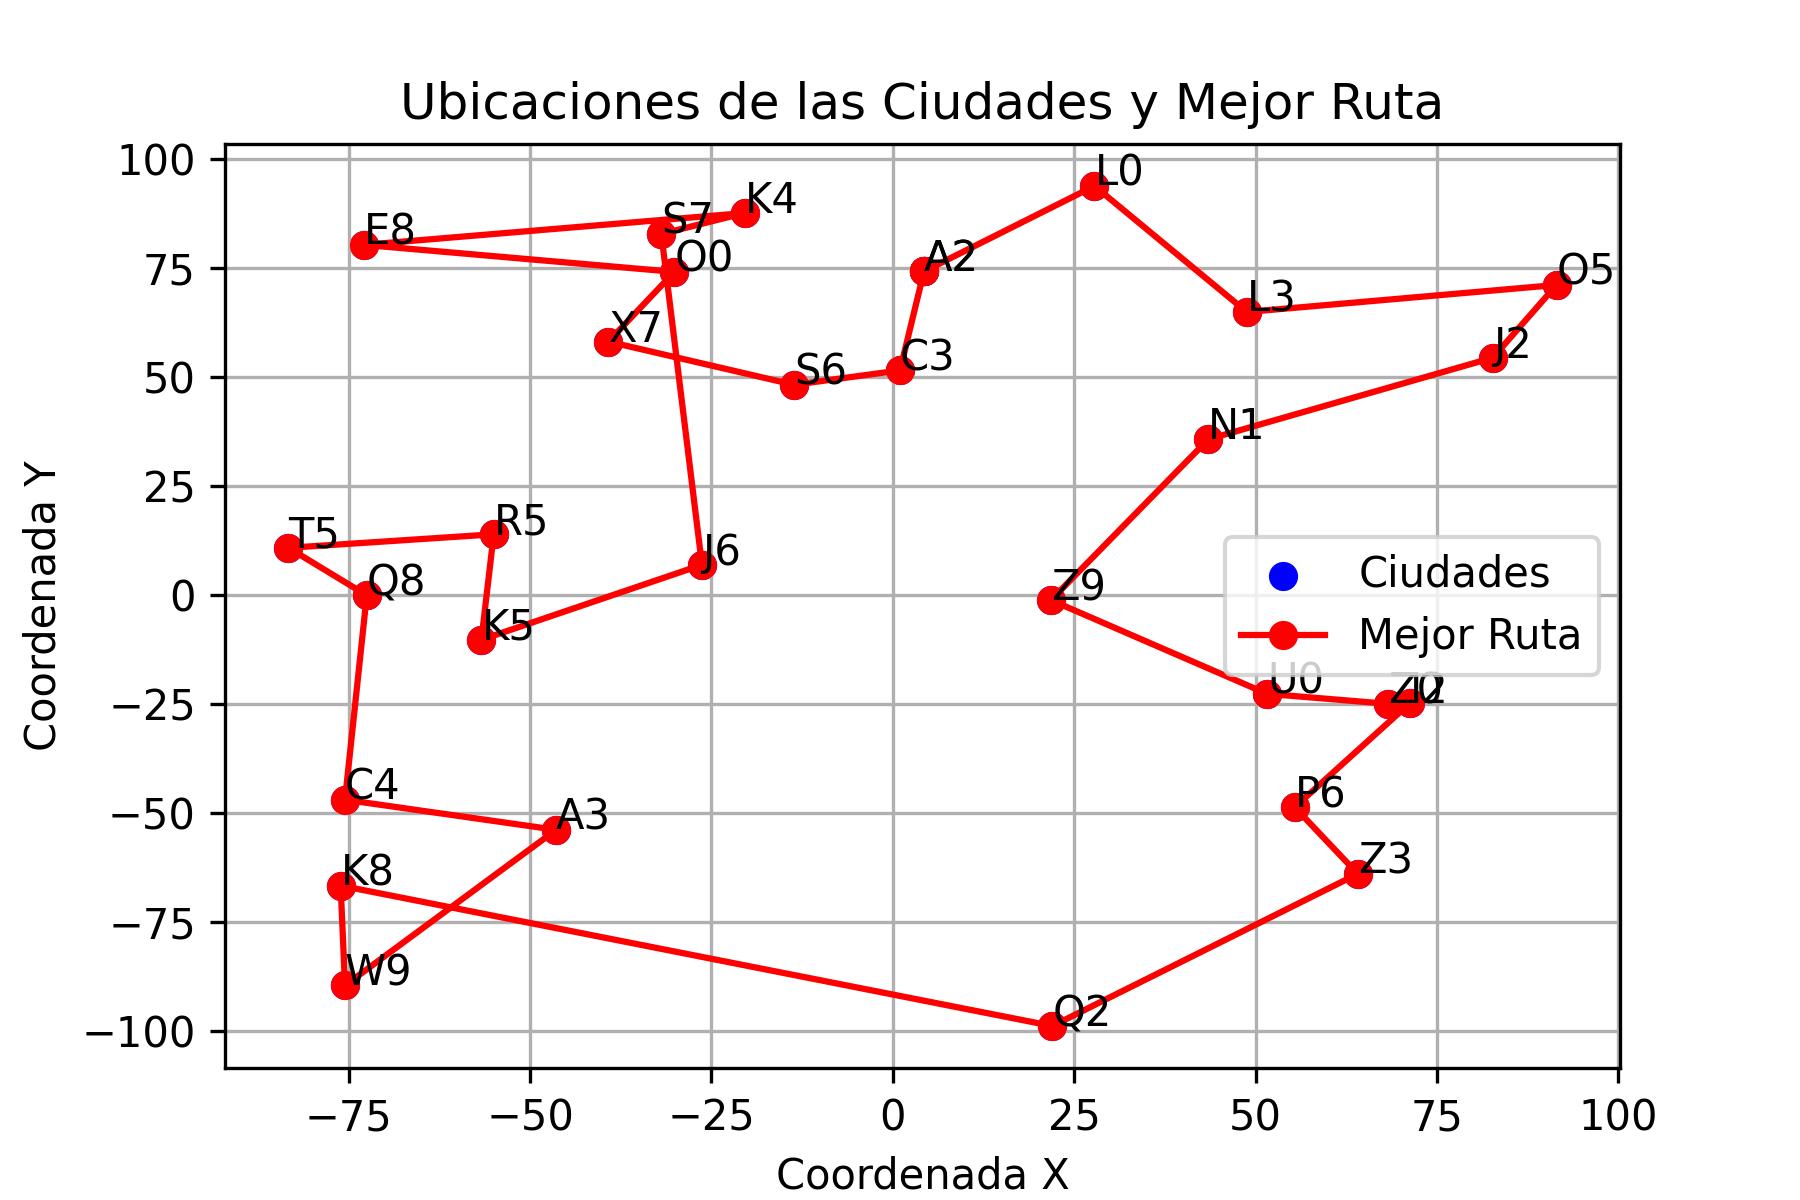 Ubicaciones de las Ciudades y Mejor Ruta
100
75
50
25
0
−25
−50
−75
−100
Coordenada Y
L0
K4
S7
E8
O0
A2
O5
L3
X7
J2
C3
S6
N1
R5
T5
J6
Q8
Z9
K5
Ciudades
Mejor Ruta
U0
P6
C4
A3
Z3
K8
W9
Q2
−75
−50
−25
0
25
50
75
100
Coordenada X